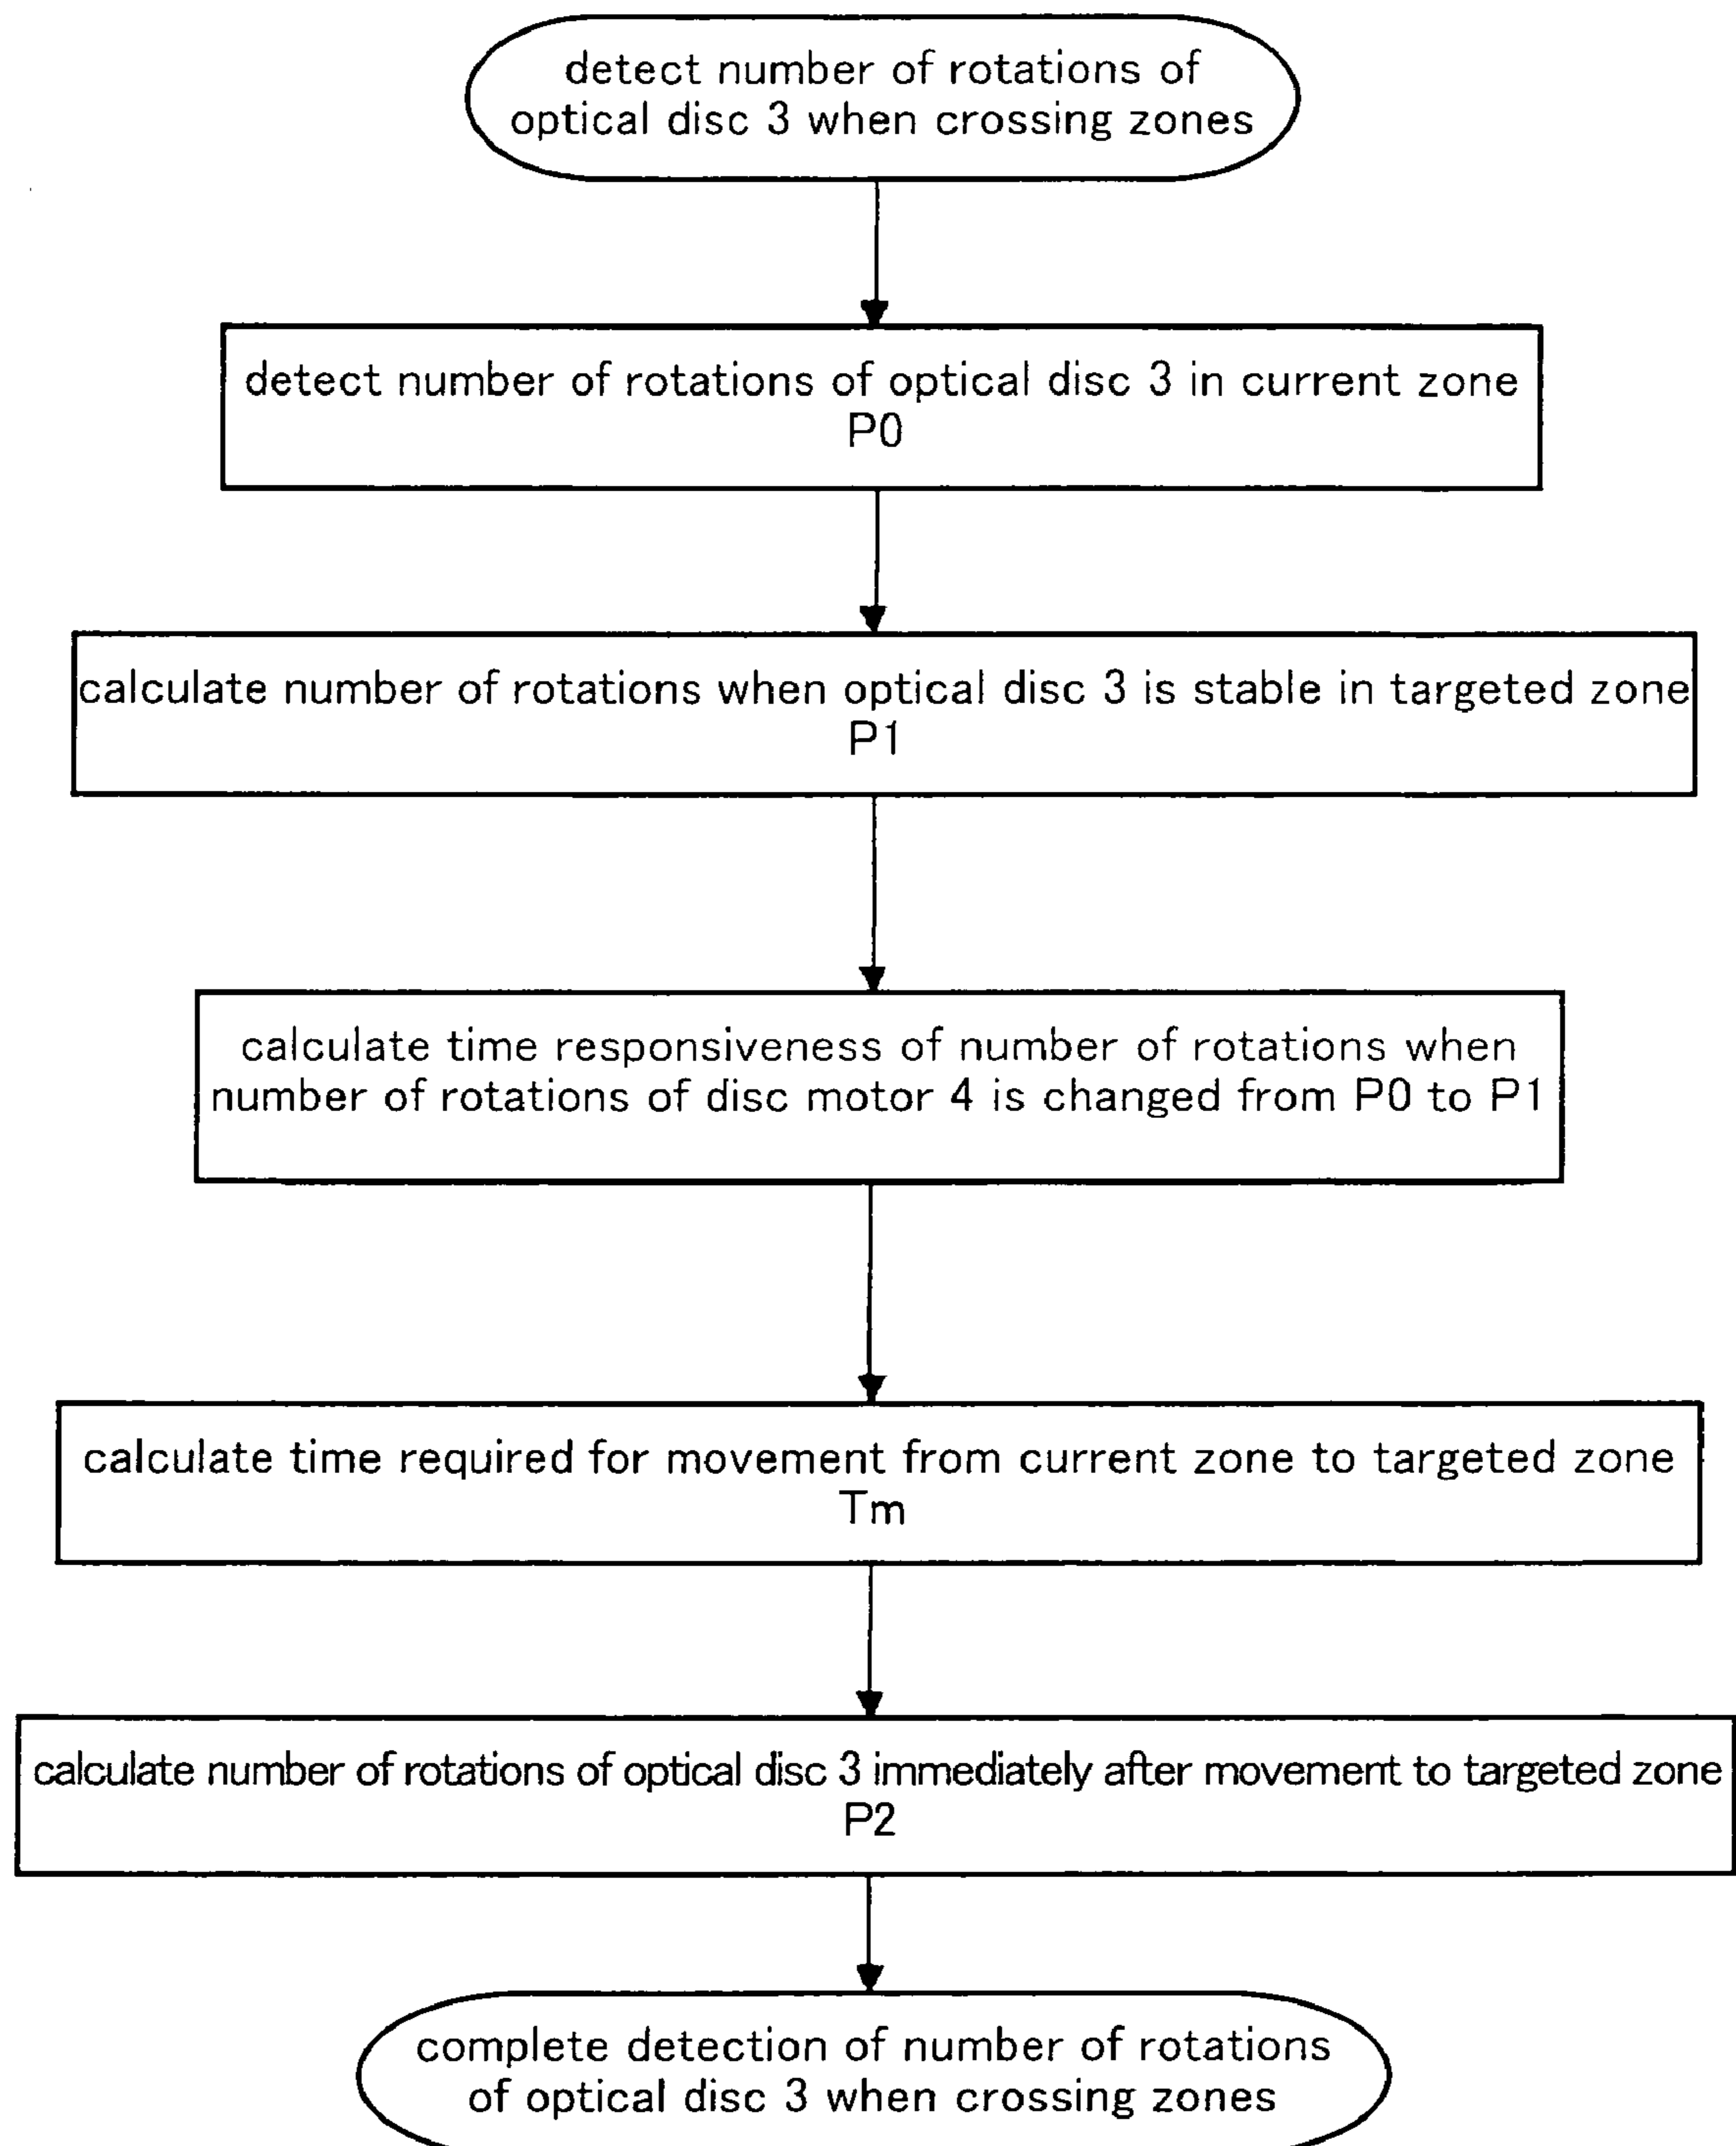 detect number of rotations of
optical disc 3 when crossing zones
detect number of rotations of optical disc 3 in current zone
P0
calculate number of rotations when optical disc 3 is stable in targeted zone
P1
calculate time responsiveness of number of rotations when
number of rotations of disc motor 4 is changed from P0 to P1
calculate time required for movement from current zone to targeted zone
Tm
calculate number of rotations of optical disc 3 immediately after movement to targeted zone
P2
complete detection of number of rotations
of optical disc 3 when crossing zones